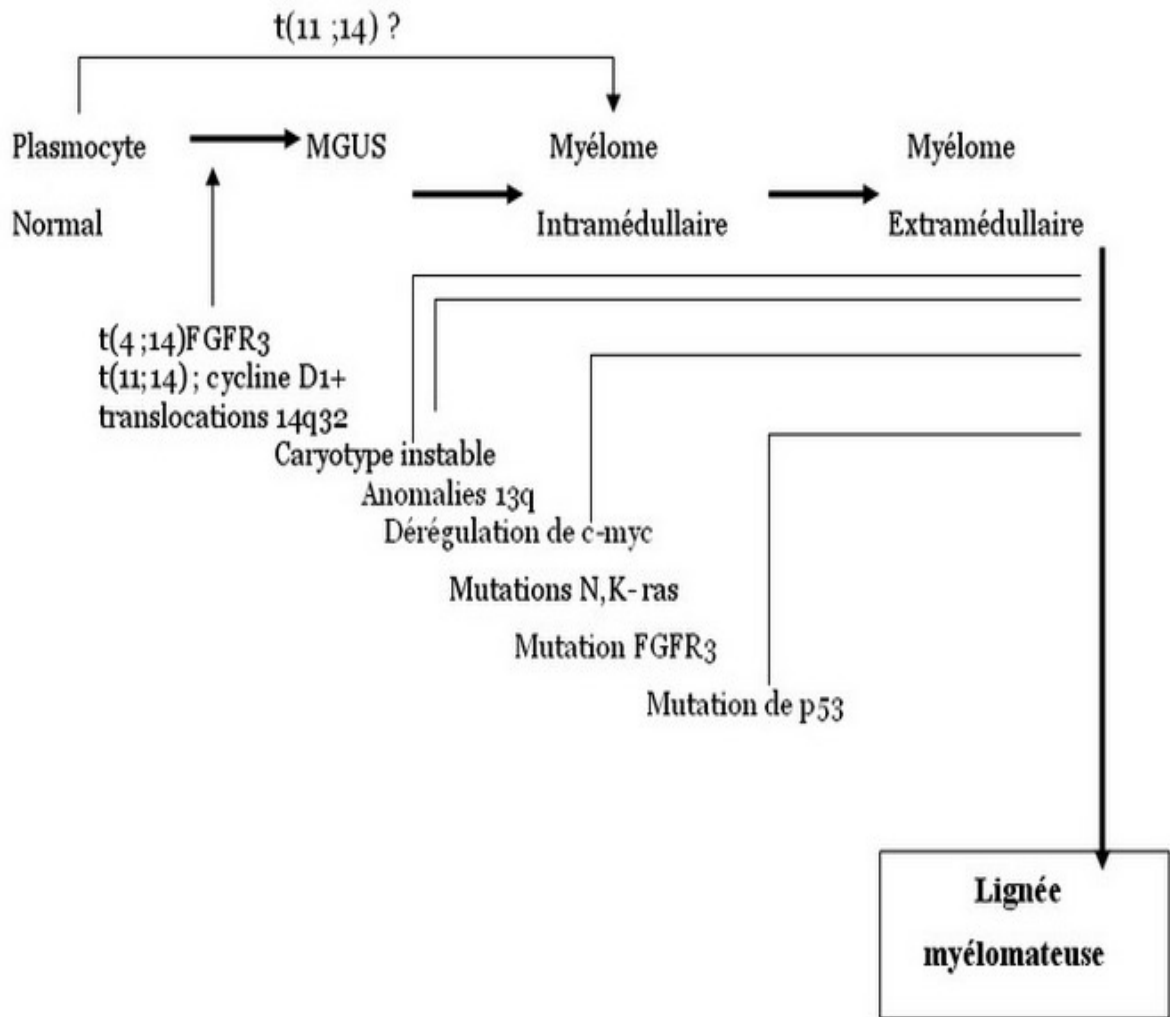 t(11 ;14) ?
Plasmocyte
Normal
MGUS
Myélome
Intramédullaire
Myélome
Extramédullaire
t(4 ;14)FGFR3
t(11;14) ; cycline D1+
translocations 14q32
Caryotype instable
Anomalies 13q
Dérégulation de c-myc
Mutations N,K- ras
Mutation FGFR3
Mutation de p53
Lignée
myélomateuse